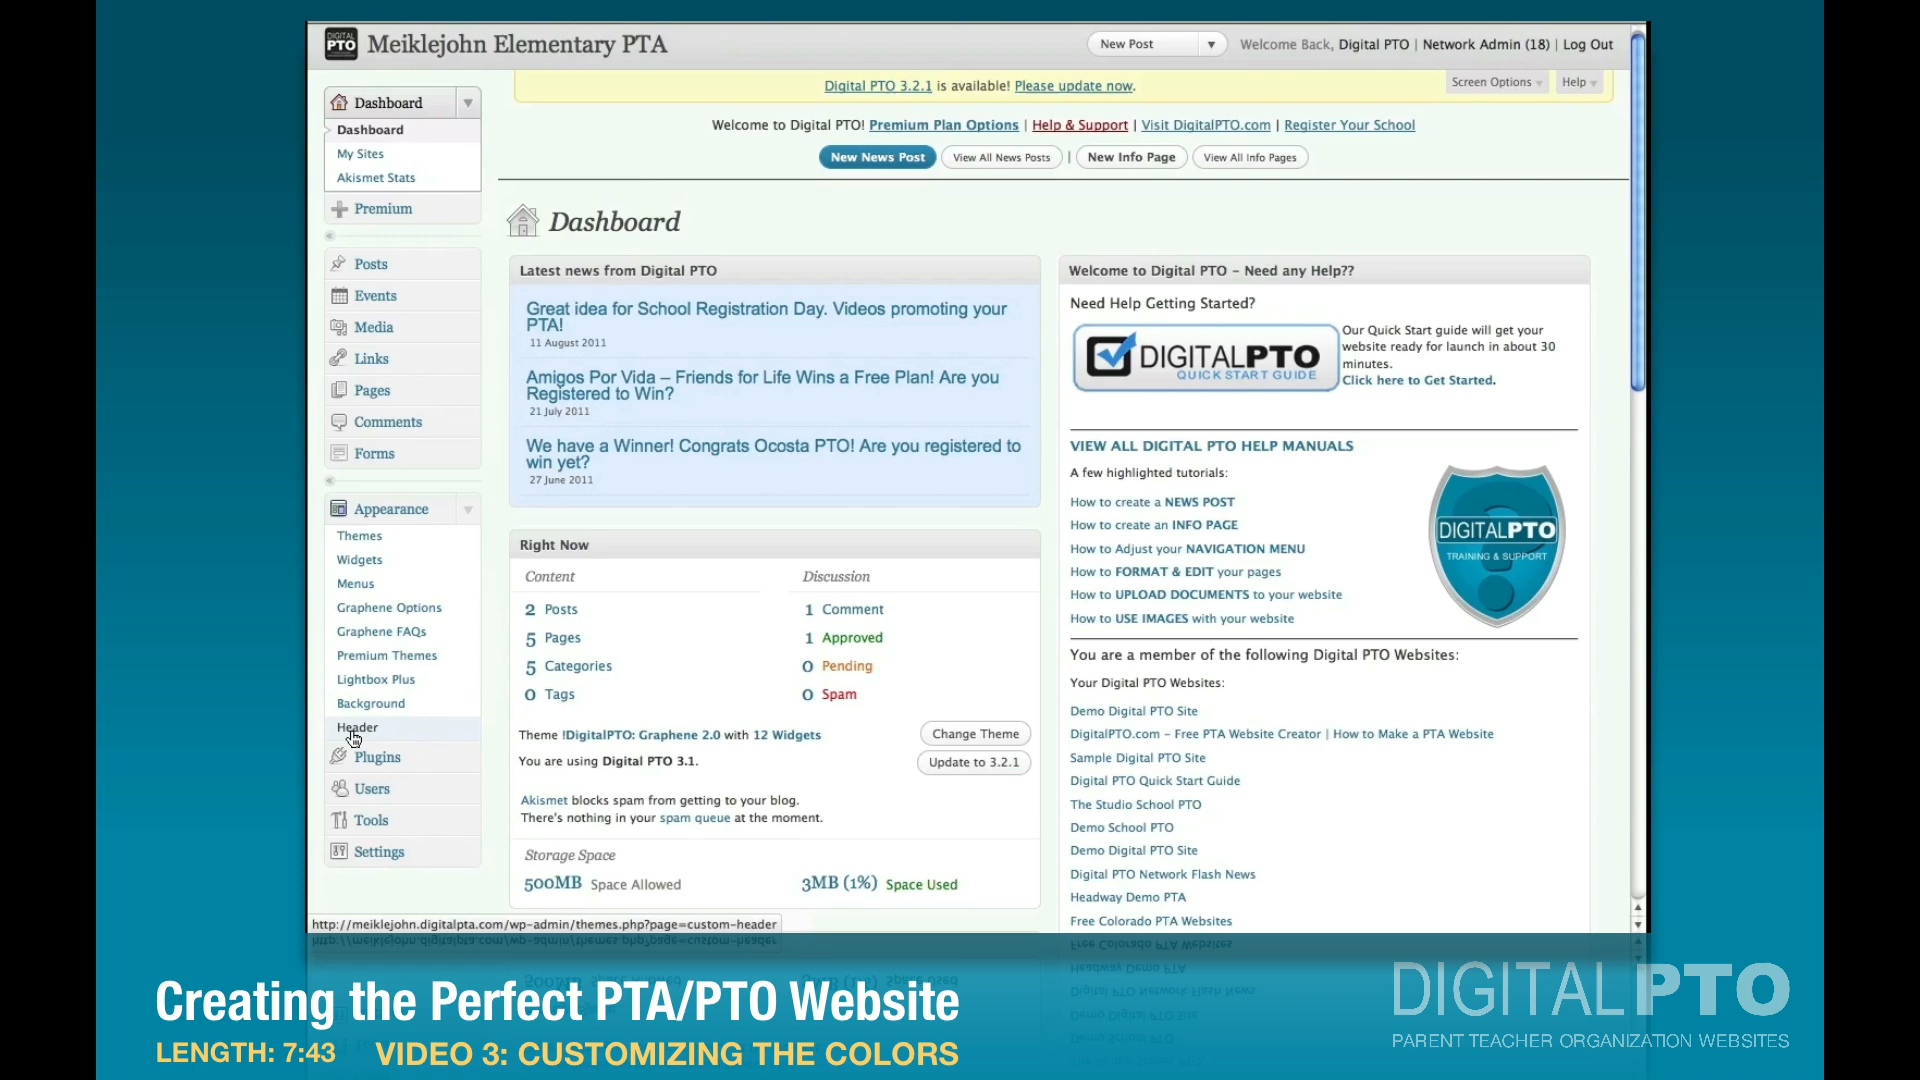 DIGITAL PTO Meiklejohn Elementary PTA
New Post
Welcome Back, Digital PTO | Network Admin (18) | Log Out
Digital PTO 3.2.1 is available! Please update now.
Screen Options
Help
Welcome to Digital PTO! Premium Plan Options | Help & Support | Visit DigitalPTO.com | Register Your School
New News Post View All News Posts | New Info Page View All Info Pages
Dashboard
Dashboard
My Sites
Akismet Stats
Premium
Posts
Events
Media
Links
Pages
Comments
Forms
Appearance
Themes
Widgets
Menus
Graphene Options
Graphene FAQs
Premium Themes
Lightbox Plus
Background
Header
Plugins
Users
Tools
Settings
Dashboard
Latest news from Digital PTO
Great idea for School Registration Day. Videos promoting your
PTA!
11 August 2011
Amigos Por Vida – Friends for Life Wins a Free Plan! Are you
Registered to Win?
21 July 2011
We have a Winner! Congrats Ocosta PTO! Are you registered to
win yet?
27 June 2011
Right Now
Content
2 Posts
5 Pages
5 Categories
0 Tags
Discussion
1 Comment
1 Approved
0 Pending
0 Spam
Theme !DigitalPTO: Graphene 2.0 with 12 Widgets
Change Theme
You are using Digital PTO 3.1.
Update to 3.2.1
Akismet blocks spam from getting to your blog.
There's nothing in your spam queue at the moment.
Storage Space
500MB Space Allowed
3MB (1%) Space Used
Welcome to Digital PTO – Need any Help??
Need Help Getting Started?
DIGITALPTO
QUICK START GUIDE
Our Quick Start guide will get your
website ready for launch in about 30
minutes.
Click here to Get Started.
VIEW ALL DIGITAL PTO HELP MANUALS
A few highlighted tutorials:
How to create a NEWS POST
How to create an INFO PAGE
How to Adjust your NAVIGATION MENU
How to FORMAT & EDIT your pages
How to UPLOAD DOCUMENTS to your website
How to USE IMAGES with your website
DIGITALPTO
TRAINING & SUPPORT
You are a member of the following Digital PTO Websites:
Your Digital PTO Websites:
Demo Digital PTO Site
DigitalPTO.com – Free PTA Website Creator | How to Make a PTA Website
Sample Digital PTO Site
Digital PTO Quick Start Guide
The Studio School PTO
Demo School PTO
Demo Digital PTO Site
Digital PTO Network Flash News
Headway Demo PTA
Free Colorado PTA Websites
http://meiklejohn.digitalpta.com/wp-admin/themes.php?page=custom-header
Creating the Perfect PTA/PTO Website
LENGTH: 7:43 VIDEO 3: CUSTOMIZING THE COLORS
DIGITALPTO
PARENT TEACHER ORGANIZATION WEBSITES